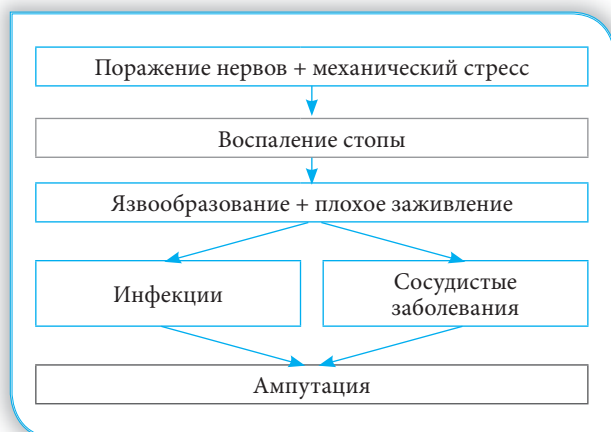 Поражение нервов + механический стресс
Воспаление стопы
Язвообразование + плохое заживление
Инфекции
Сосудистые
заболевания
Ампутация